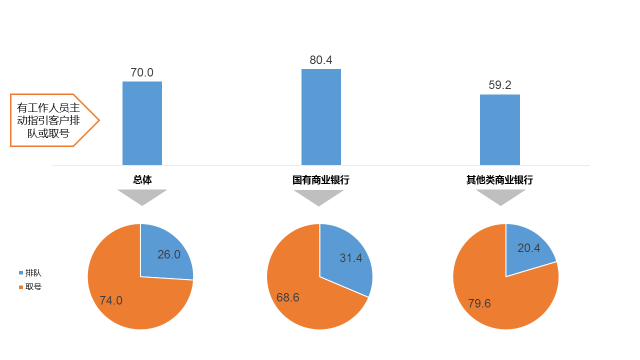 80.4
70.0
59.2
有工作人员主
动指引客户排
队或取号
总体
国有商业银行
其他类商业银行
26.0
74.0
31.4
68.6
20.4
79.6
排队
取号